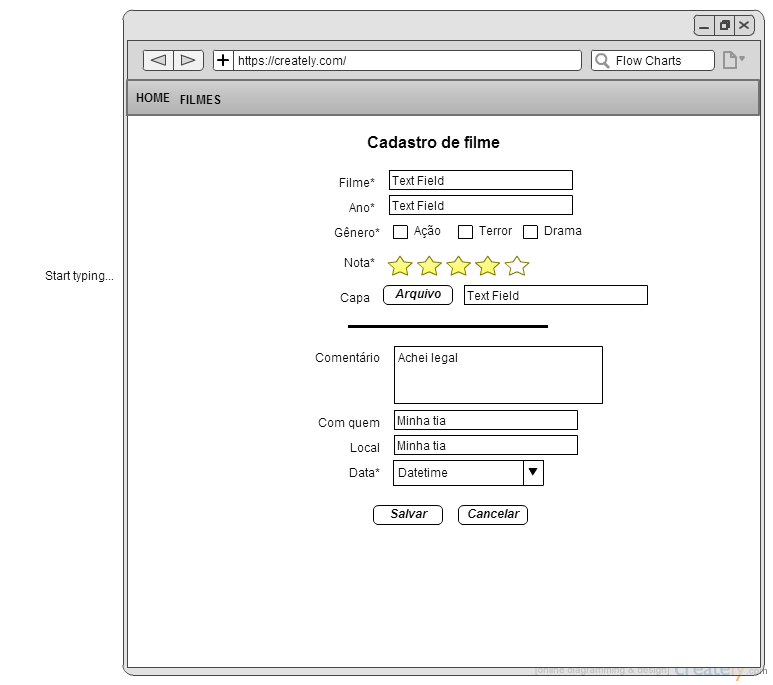 https://creately.com/
Flow Charts
HOME FILMES
Cadastro de filme
Filme* Text Field
Ano* Text Field
Gênero* Ação Terror Drama
Nota*
Start typing...
Capa Arquivo Text Field
Comentário Achei legal
Com quem Minha tia
Local Minha tia
Data* Datetime
Salvar Cancelar
[online diagramming & design] creately.com